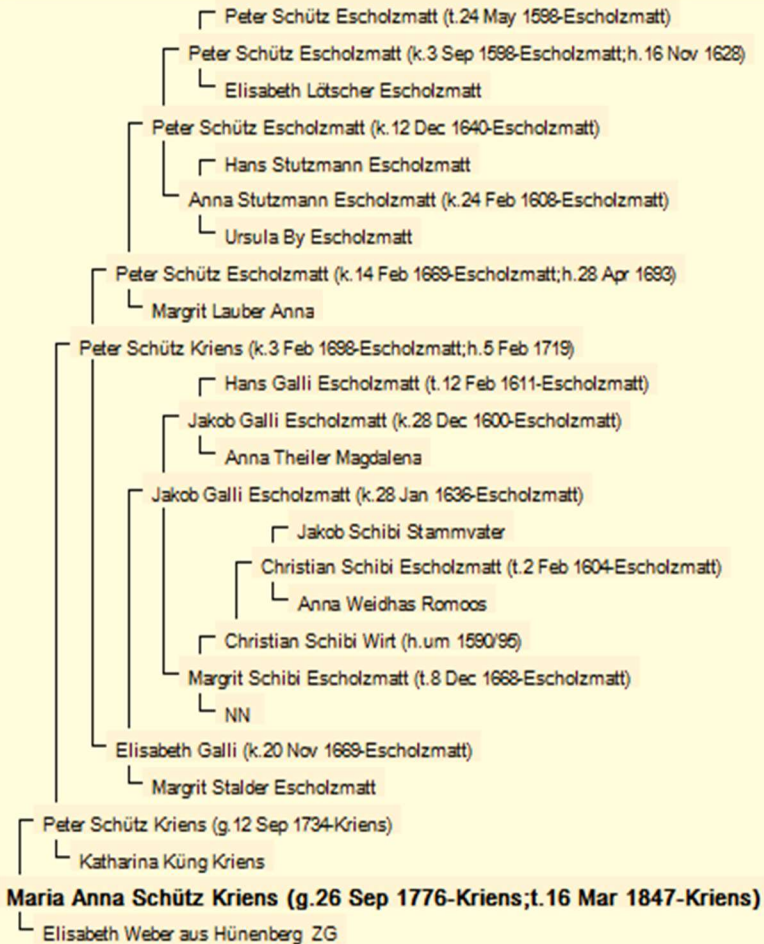 Peter Schütz Escholzmatt (t.24 May 1598-Escholzmatt)
Peter Schütz Escholzmatt (k.3 Sep 1598-Escholzmatt;h.16 Nov 1628)
Elisabeth Lötscher Escholzmatt
Peter Schütz Escholzmatt (k.12 Dec 1640-Escholzmatt)
Hans Stutzmann Escholzmatt
Anna Stutzmann Escholzmatt (k.24 Feb 1608-Escholzmatt)
Ursula By Escholzmatt
Peter Schütz Escholzmatt (k.14 Feb 1669-Escholzmatt;h.28 Apr 1693)
Margrit Lauber Anna
Peter Schütz Kriens (k.3 Feb 1698-Escholzmatt;h.5 Feb 1719)
Hans Galli Escholzmatt (t.12 Feb 1611-Escholzmatt)
Jakob Galli Escholzmatt (k.28 Dec 1600-Escholzmatt)
Anna Theiler Magdalena
Jakob Galli Escholzmatt (k.28 Jan 1636-Escholzmatt)
Jakob Schibi Stammvater
Christian Schibi Escholzmatt (t.2 Feb 1604-Escholzmatt)
Anna Weidhas Romoos
Christian Schibi Wirt (h.um 1590/95)
Margrit Schibi Escholzmatt (t.8 Dec 1668-Escholzmatt)
NN
Elisabeth Galli (k.20 Nov 1669-Escholzmatt)
Margrit Stalder Escholzmatt
Peter Schütz Kriens (g.12 Sep 1734-Kriens)
Katharina Küng Kriens
Maria Anna Schütz Kriens (g.26 Sep 1776-Kriens;t.16 Mar 1847-Kriens)
Elisabeth Weber aus Hünenberg ZG